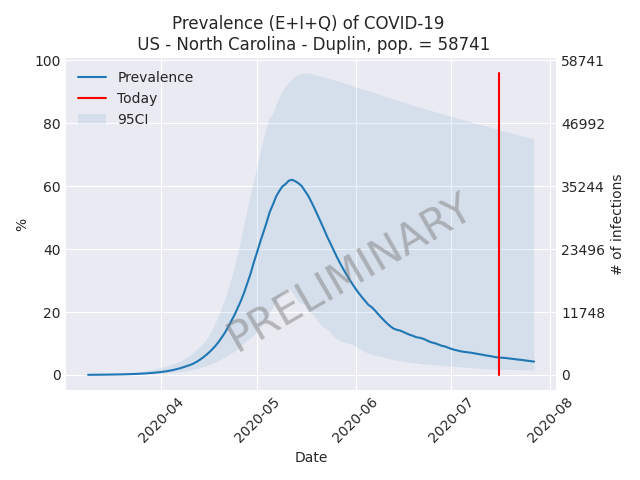 Prevalence (E+I+Q) of COVID-19
US - North Carolina - Duplin, pop. = 58741
Prevalence
Today
95CI
100
80
60
40
20
0
%
58741
46992
35244
23496
11748
0
# of infections
PRELIMINARY
2020-04
2020-05
2020-06
2020-07
2020-08
Date